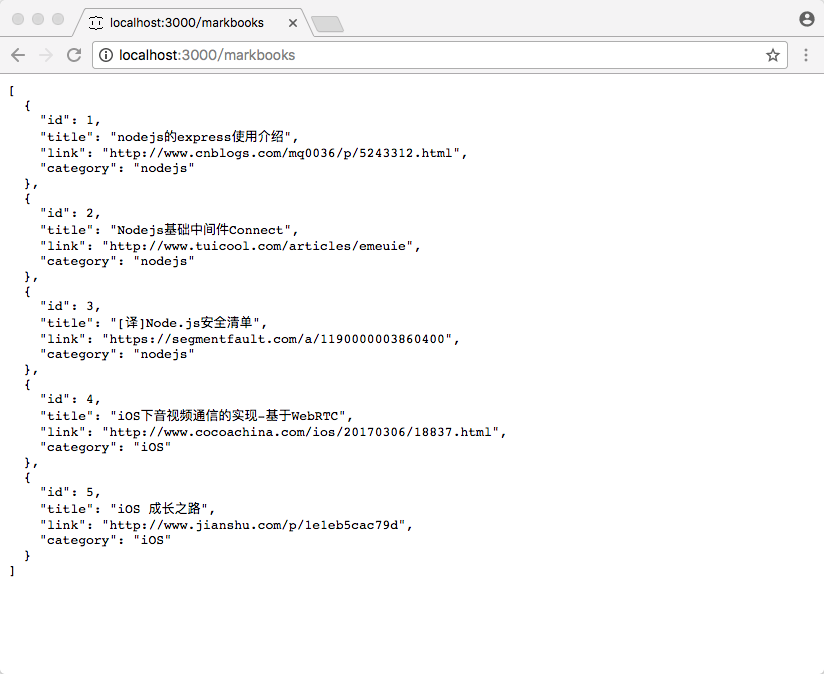 localhost:3000/markbooks
localhost:3000/markbooks
[
  {
    "id": 1,
    "title": "nodejs的express使用介绍",
    "link": "http://www.cnblogs.com/mq0036/p/5243312.html",
    "category": "nodejs"
  },
  {
    "id": 2,
    "title": "Nodejs基础中间件Connect",
    "link": "http://www.tuicool.com/articles/emeuie",
    "category": "nodejs"
  },
  {
    "id": 3,
    "title": "[译]Node.js安全清单",
    "link": "https://segmentfault.com/a/1190000003860400",
    "category": "nodejs"
  },
  {
    "id": 4,
    "title": "iOS下音视频通信的实现-基于WebRTC",
    "link": "http://www.cocoachina.com/ios/20170306/18837.html",
    "category": "iOS"
  },
  {
    "id": 5,
    "title": "iOS 成长之路",
    "link": "http://www.jianshu.com/p/1e1eb5cac79d",
    "category": "iOS"
  }
]